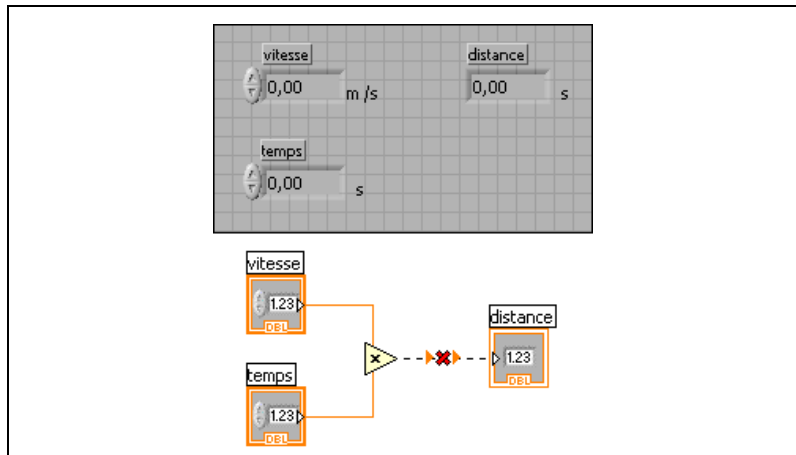 vitesse distance
0,00 m /s 0,00 s
temps
0,00 s
vitesse
1.23
DBL
distance
x
1.23
DBL
temps
1.23
DBL